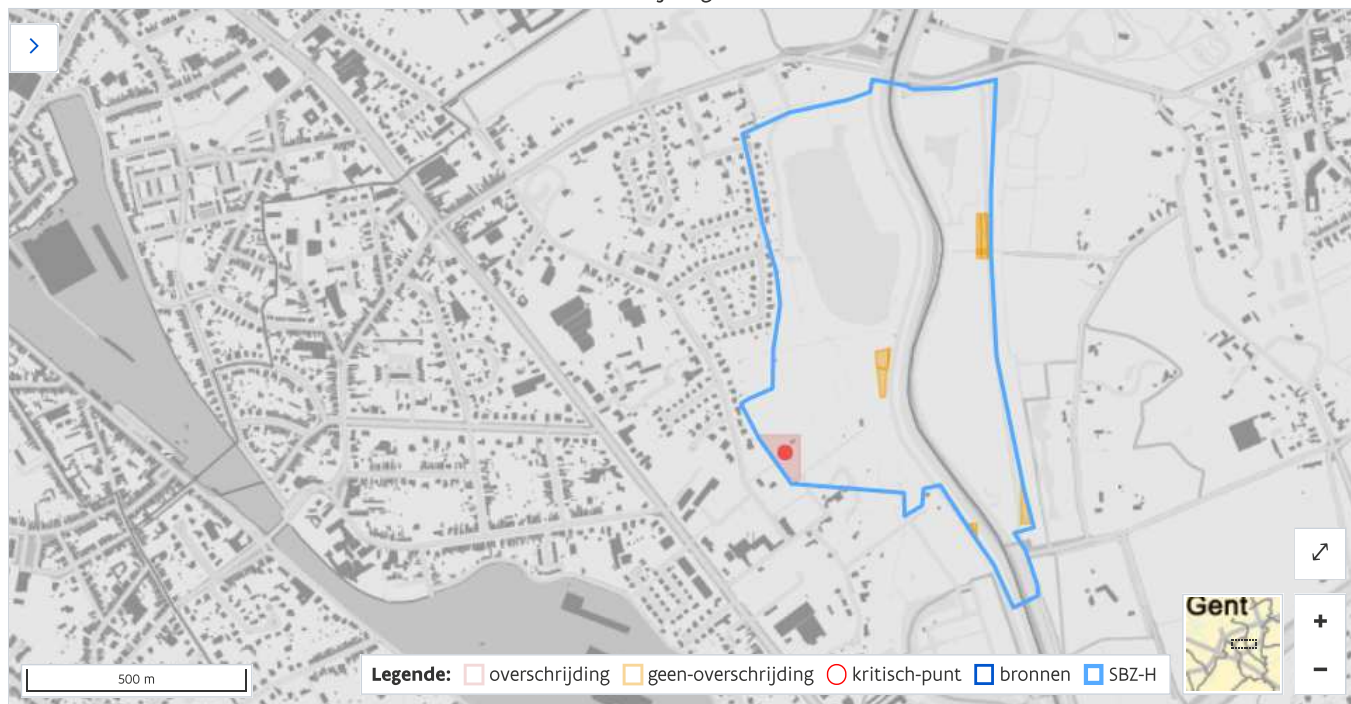 Gent
+
500 m
Legende: overschrijding geen-overschrijding kritisch-punt bronnen SBZ-H
−